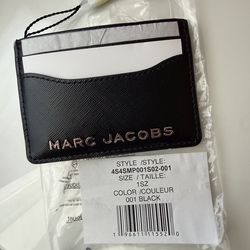 MARC JACOBS
STYLE /STYLE:
4S4SMP001S02-001
SIZE / TAILLE:
1SZ
COLOR /COULEUR
001 BLACK